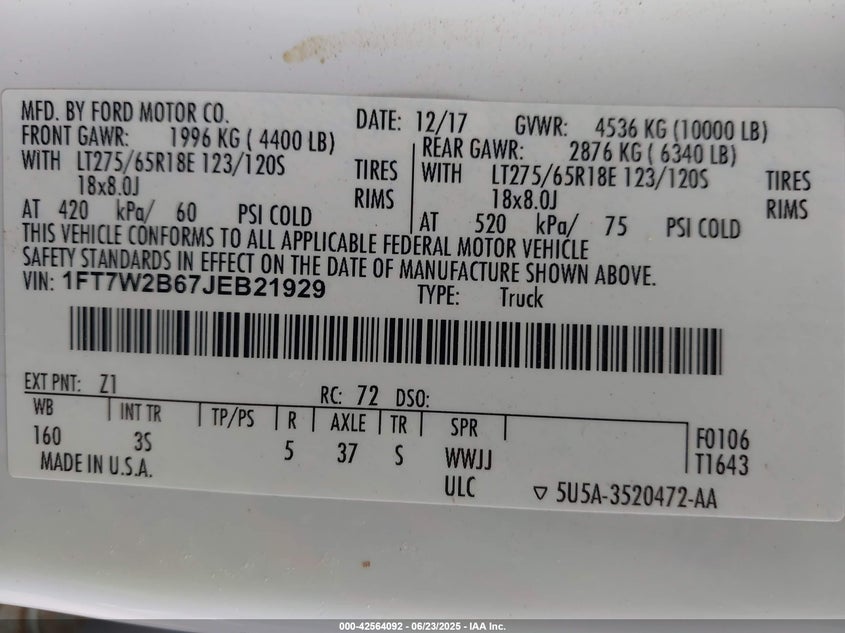 MFD. BY FORD MOTOR CO.
DATE: 12/17
GVWR: 4536 KG (10000 LB)
FRONT GAWR: 1996 KG ( 4400 LB)
REAR GAWR: 2876 KG ( 6340 LB)
WITH LT275/65R18E 123/120S TIRES
WITH LT275/65R18E 123/120S TIRES
18x8.0J RIMS
18x8.0J RIMS
AT 420 kPa/ 60 PSI COLD
AT 520 kPa/ 75 PSI COLD
THIS VEHICLE CONFORMS TO ALL APPLICABLE FEDERAL MOTOR VEHICLE
SAFETY STANDARDS IN EFFECT ON THE DATE OF MANUFACTURE SHOWN ABOVE.
VIN: 1FT7W2B67JEB21929
TYPE: Truck
EXT PNT: Z1
RC: 72 DSO:
WB INT TR TP/PS R AXLE TR SPR
160 3S 5 37 S WWJJ
F0106
T1643
MADE IN U.S.A.
ULC
▽ 5U5A-3520472-AA
000-42564092 - 06/23/2025 - IAA Inc.